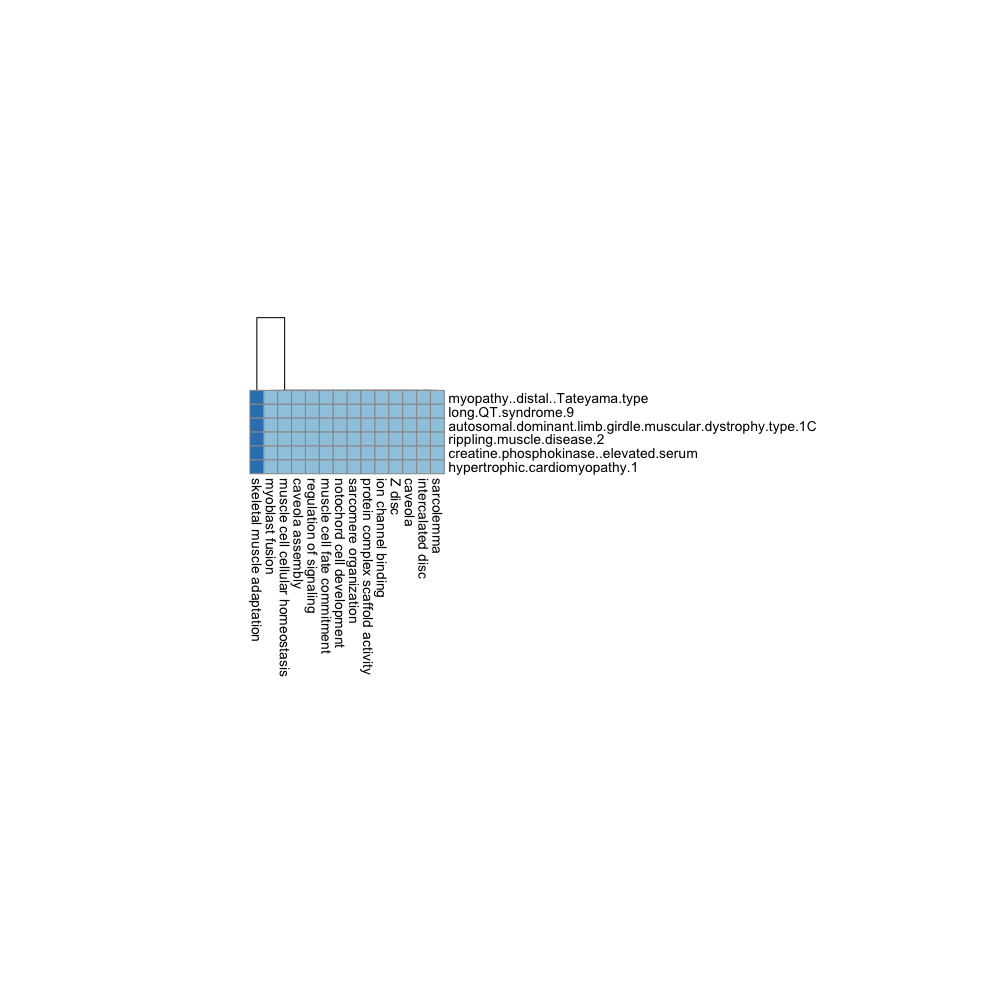 myopathy..distal..Tateyama.type
long.QT.syndrome.9
autosomal.dominant.limb.girdle.muscular.dystrophy.type.1C
rippling.muscle.disease.2
creatine.phosphokinase..elevated.serum
hypertrophic.cardiomyopathy.1
skeletal muscle adaptation
myoblast fusion
muscle cell cellular homeostasis
caveola assembly
regulation of signaling
muscle cell fate commitment
notochord cell development
sarcomere organization
protein complex scaffold activity
ion channel binding
Z disc
caveola
intercalated disc
sarcolemma